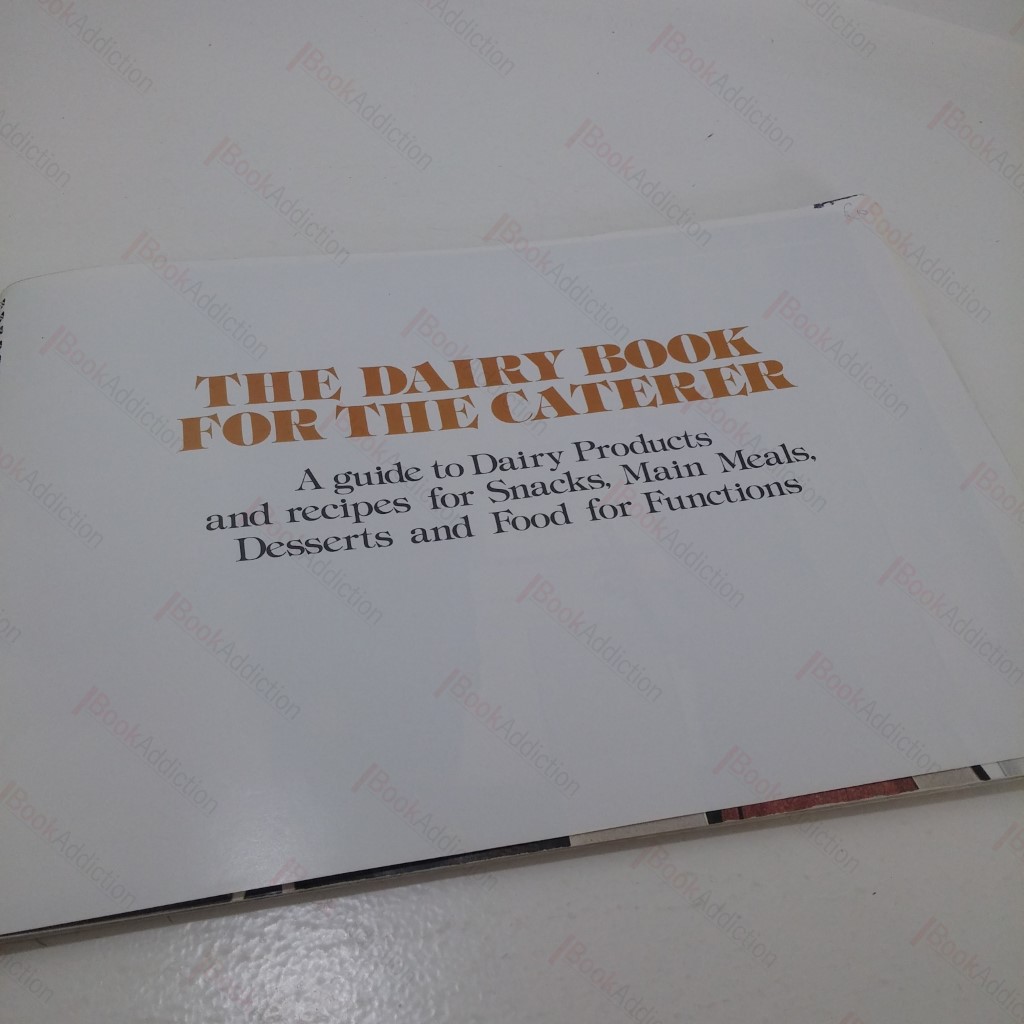 THE DAIRY BOOK
FOR THE CATERER
A guide to Dairy Products
and recipes for Snacks, Main Meals,
Desserts and Food for Functions
BookAddiction